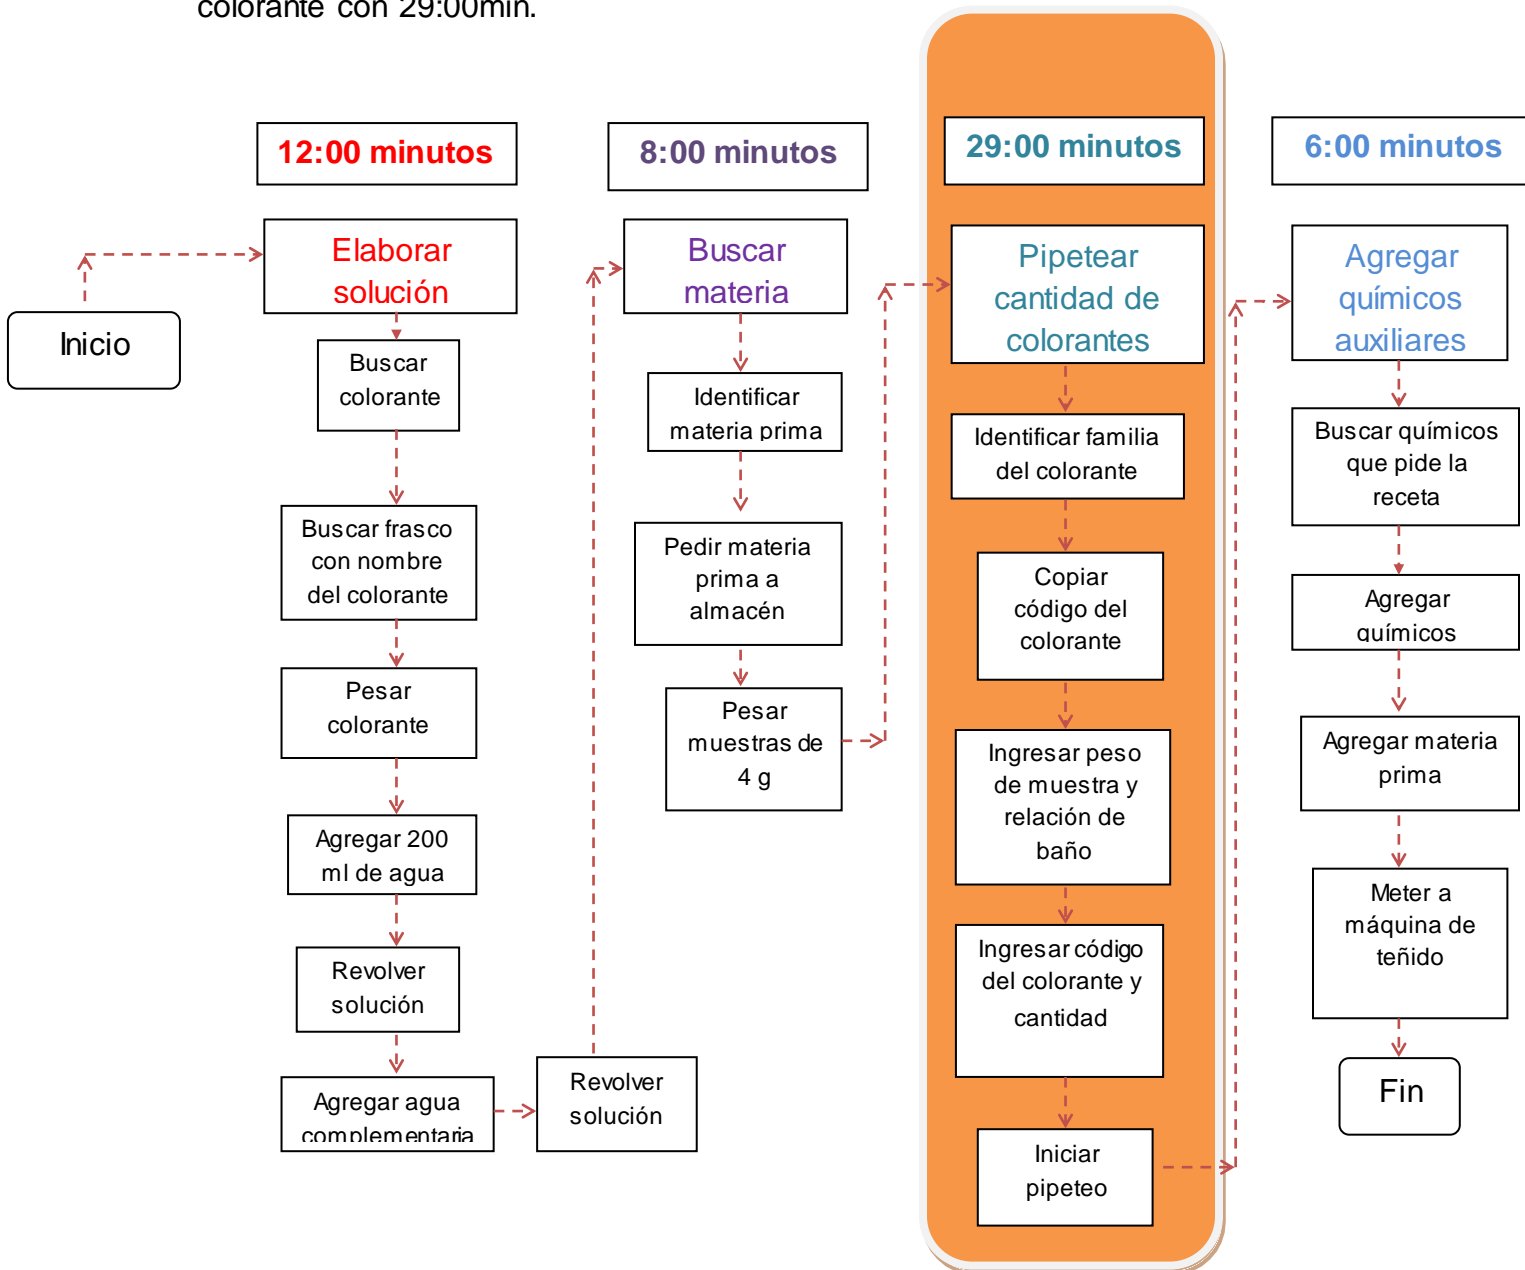 colorante con 29:00min.
12:00 minutos
8:00 minutos
29:00 minutos
6:00 minutos
Inicio
Elaborar
solución
Buscar
colorante
Buscar frasco
con nombre
del colorante
Pesar
colorante
Agregar 200
ml de agua
Revolver
solución
Agregar agua
complementaria
Revolver
solución
Buscar
materia
Identificar
materia prima
Pedir materia
prima a
almacén
Pesar
muestras de
4 g
Pipetear
cantidad de
colorantes
Identificar familia
del colorante
Copiar
código del
colorante
Ingresar peso
de muestra y
relación de
baño
Ingresar código
del colorante y
cantidad
Iniciar
pipeteo
Agregar
químicos
auxiliares
Buscar químicos
que pide la
receta
Agregar
químicos
Agregar materia
prima
Meter a
máquina de
teñido
Fin